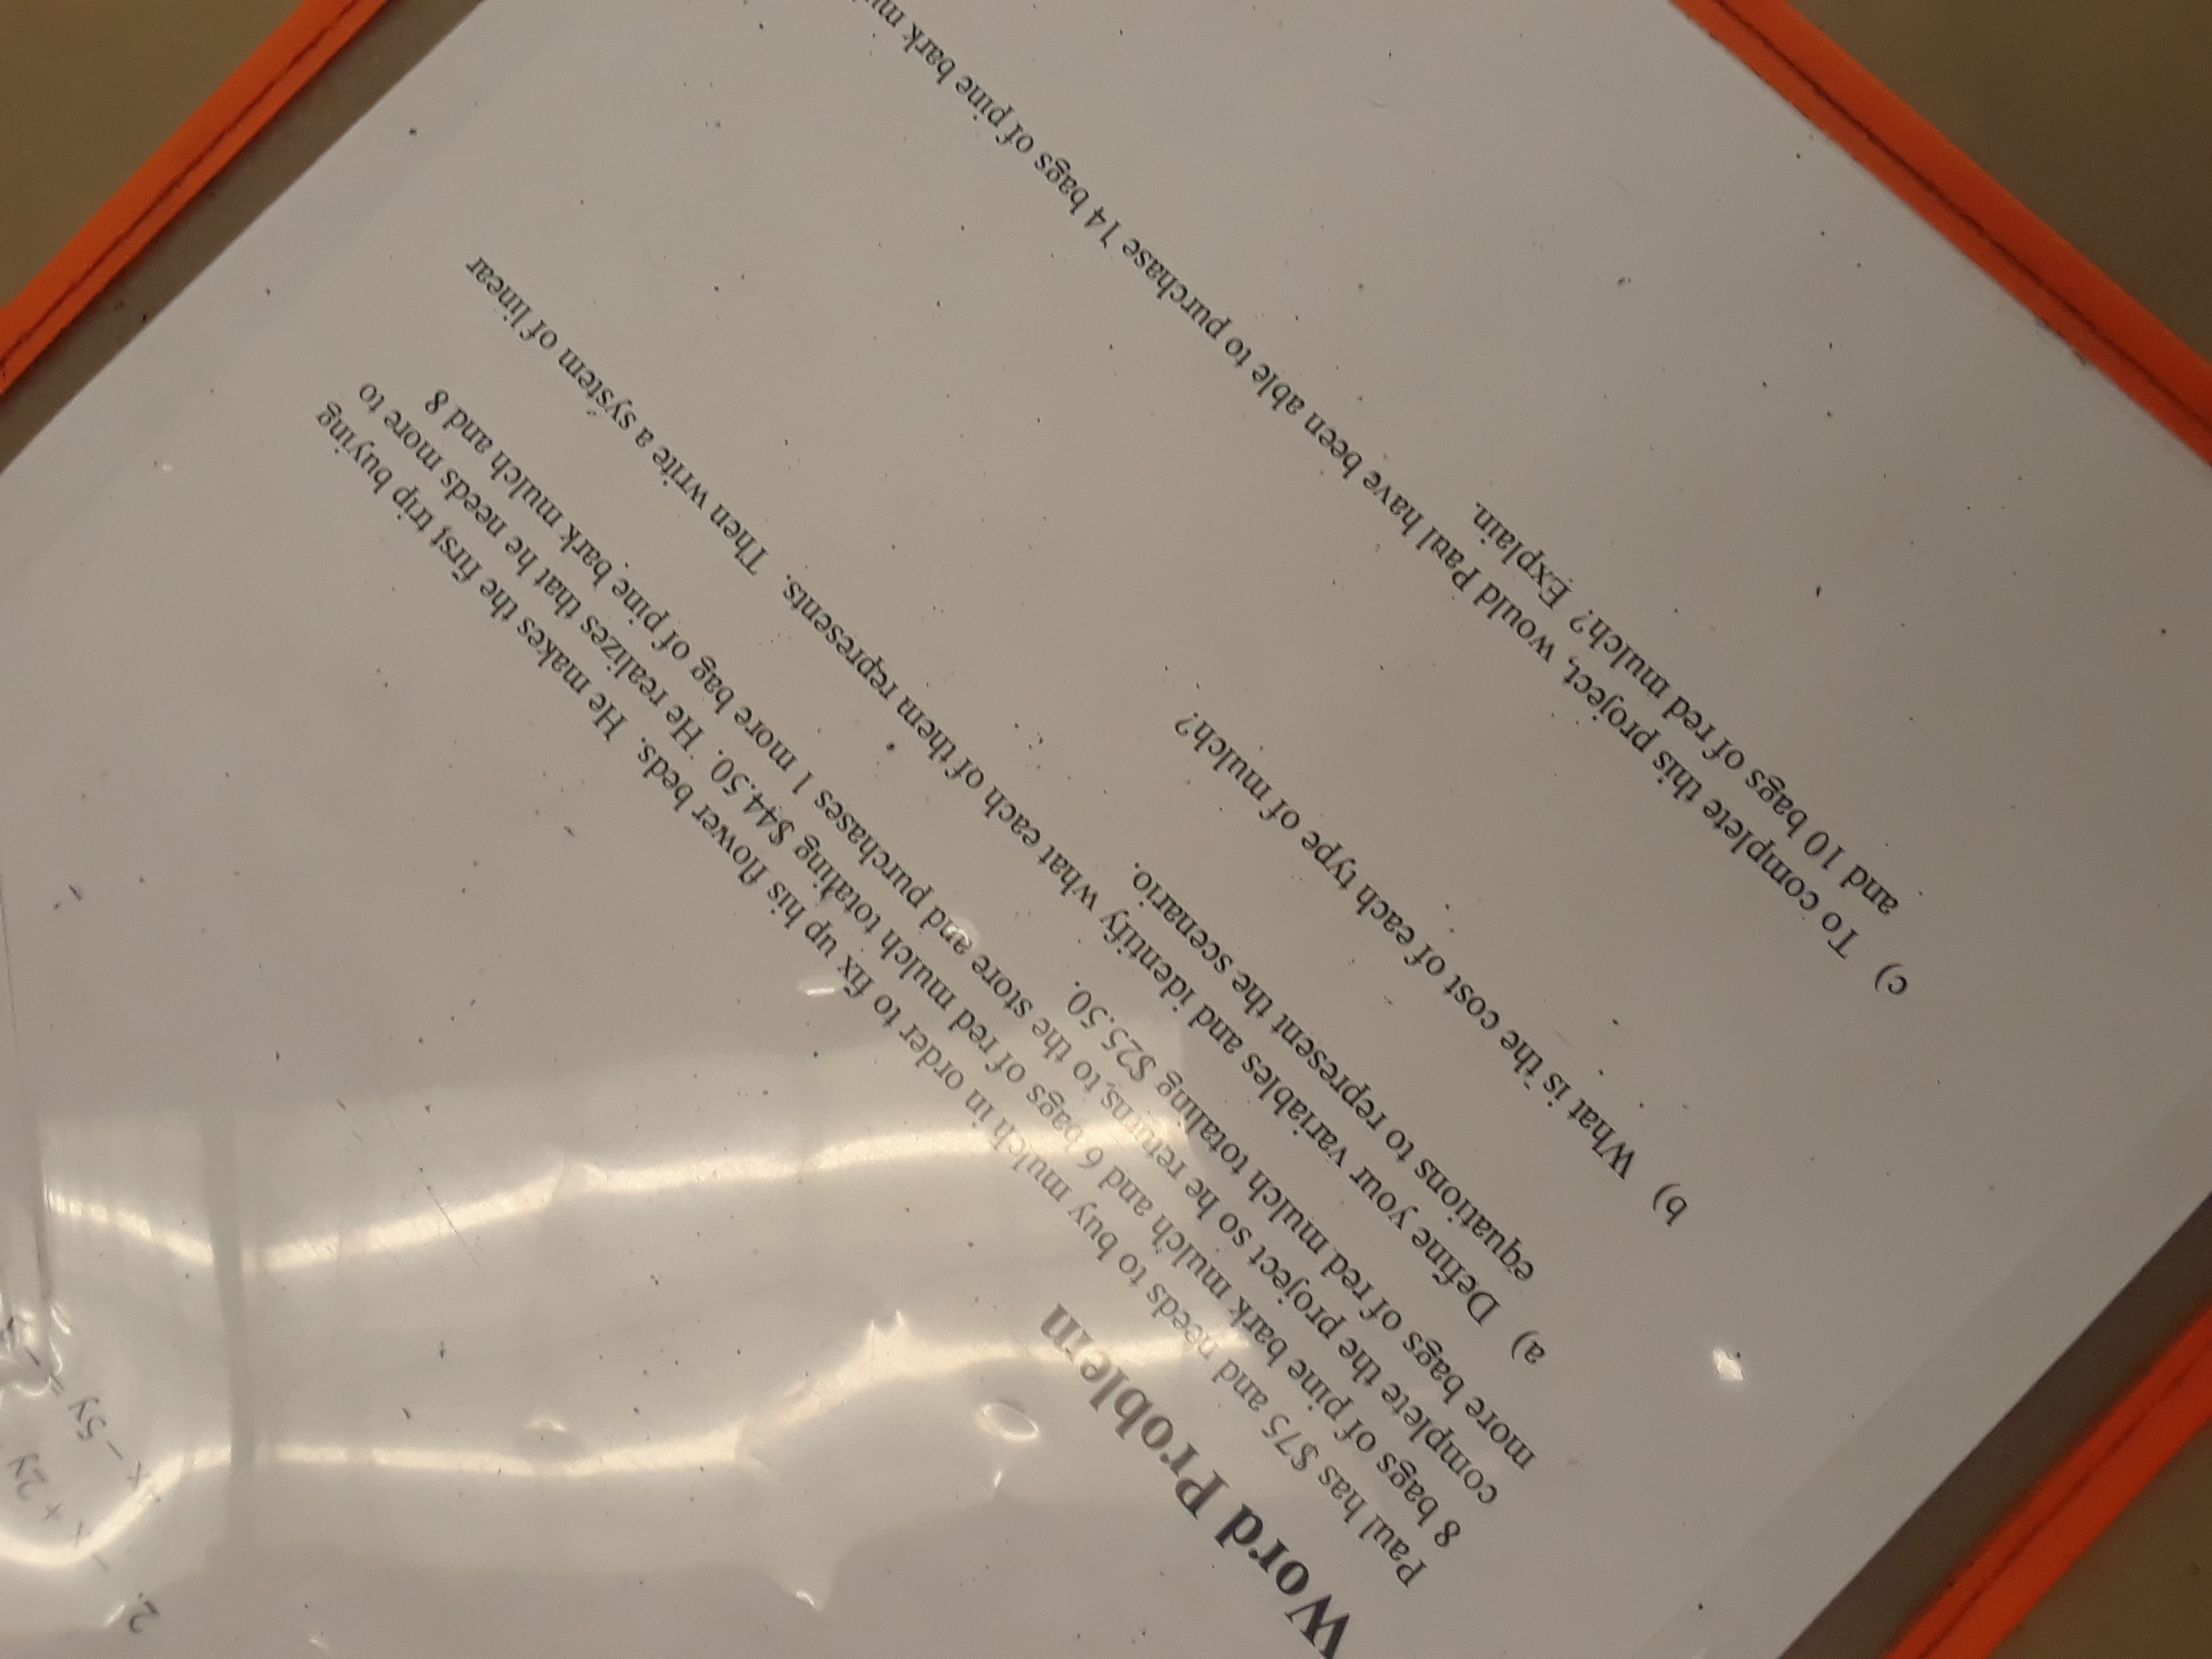 Word Problem
Paul has $75 and needs to buy mulch in order to fix up his flower beds. He makes the first trip buying
8 bags of pine bark mulch and 6 bags of red mulch totaling $44.50. He realizes that he needs more to
complete the project so he returns to the store and purchases 1 more bag of pine bark mulch and 8
more bags of red mulch totaling $25.50.
a) Define your variables and identify what each of them represents. Then write a system of linear
equations to represent the scenario.
b) What is the cost of each type of mulch?
c) To complete this project, would Paul have been able to purchase 14 bags of pine bark
and 10 bags of red mulch? Explain.
2.
x + 2y
4x – 5y =